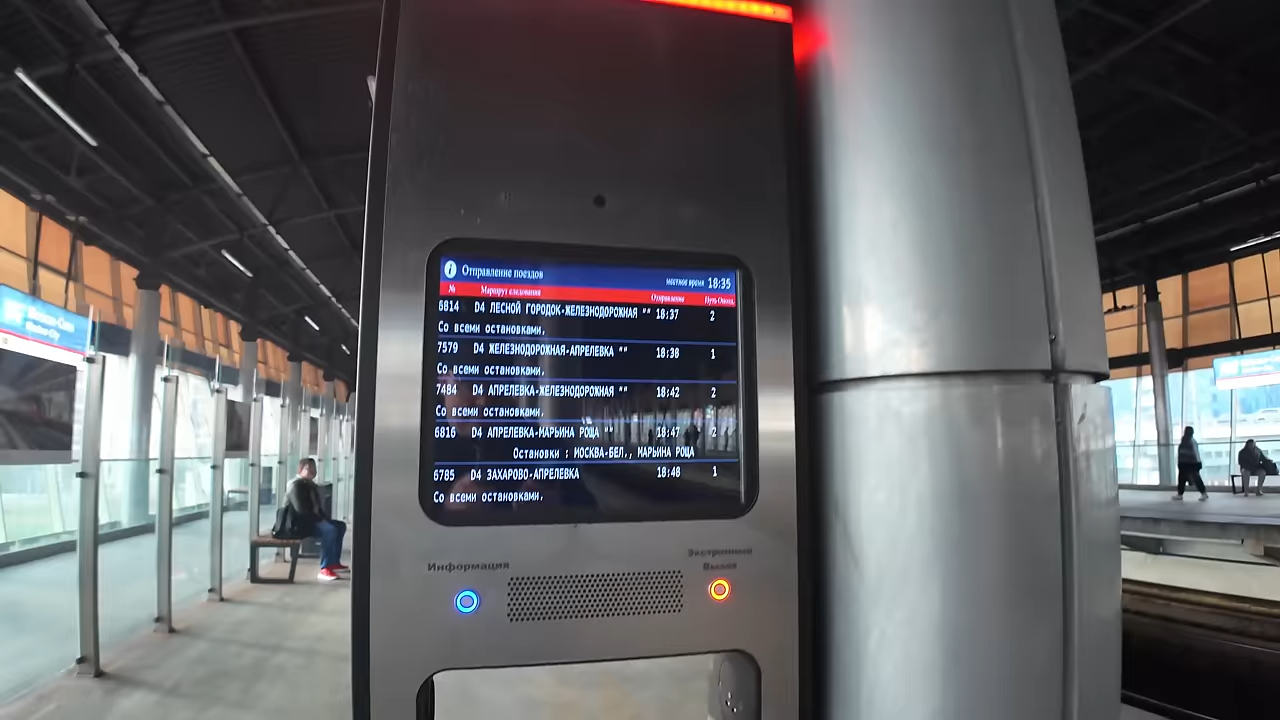 Отправление поездов
местное время 18:35
№ Маршрут следования Отправление Путь
6814 D4 ЛЕСНОЙ ГОРОДОК-ЖЕЛЕЗНОДОРОЖНАЯ ** 18:37 2
Со всеми остановками.
7579 D4 ЖЕЛЕЗНОДОРОЖНАЯ-АПРЕЛЕВКА ** 18:38 1
Со всеми остановками.
7484 D4 АПРЕЛЕВКА-ЖЕЛЕЗНОДОРОЖНАЯ ** 18:42 2
Со всеми остановками.
6816 D4 АПРЕЛЕВКА-МАРЬИНА РОЩА ** 18:47 2
Остановки : МОСКВА-БЕЛ., МАРЬИНА РОЩА
6785 D4 ЗАХАРОВО-АПРЕЛЕВКА 18:48 1
Со всеми остановками.
Информация
Экстренный
Вызов